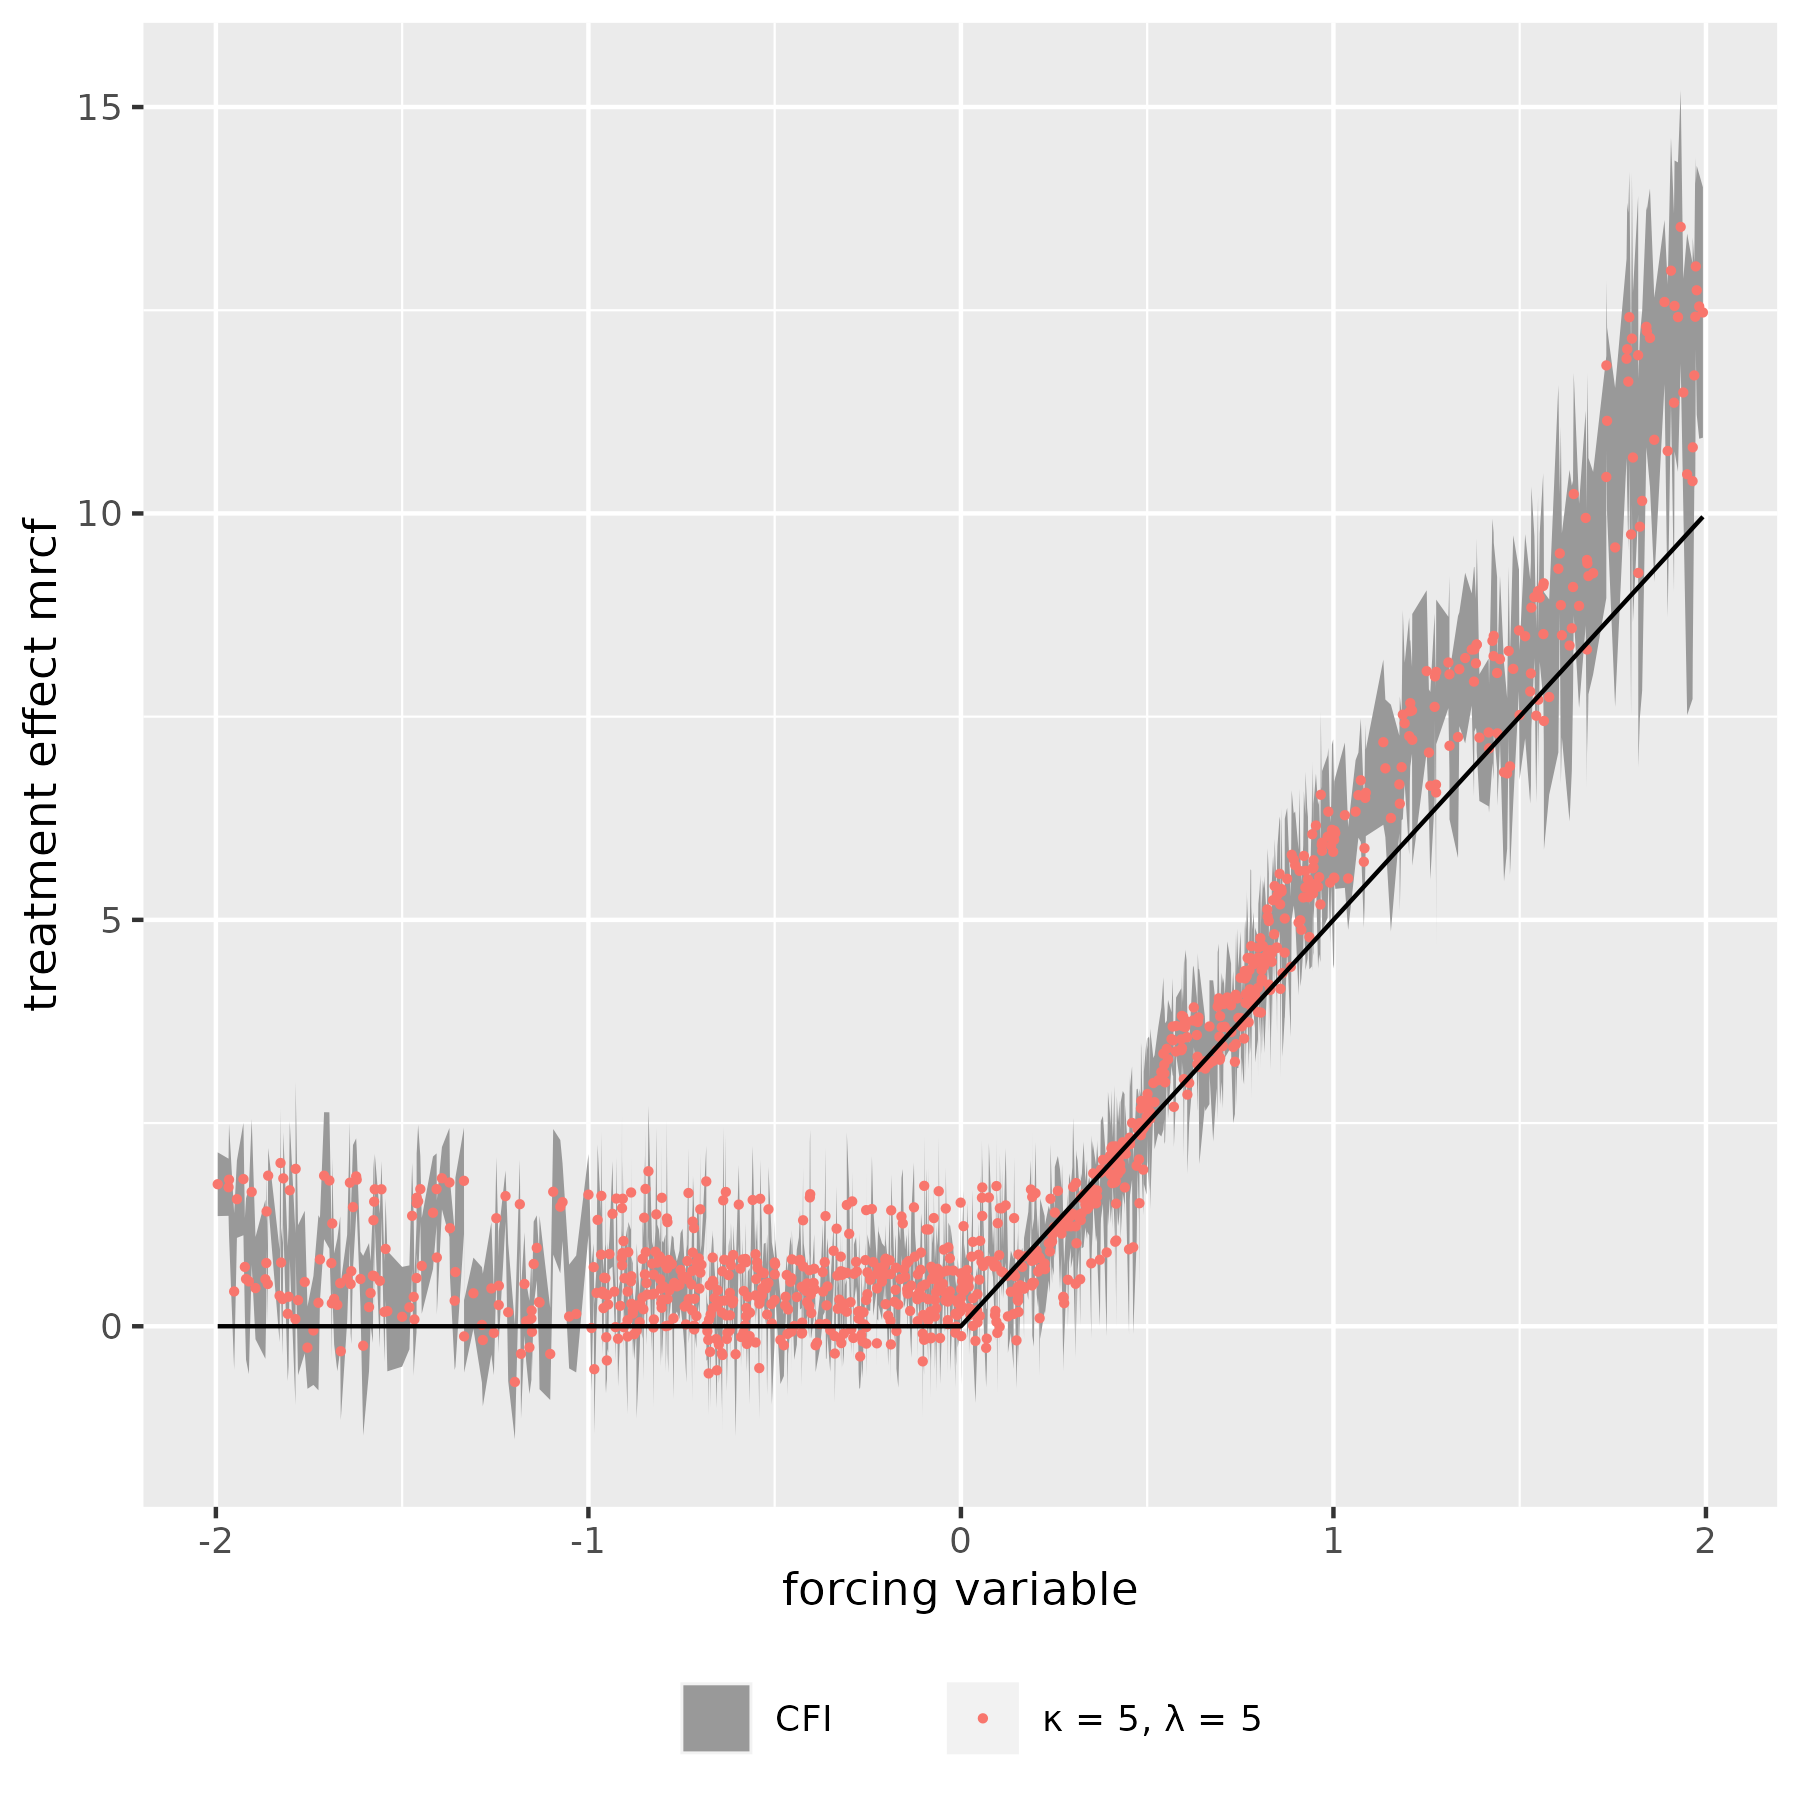 treatment effect mrcf
15
10
5
0
-2 -1 0 1 2
forcing variable
CFI κ = 5, λ = 5